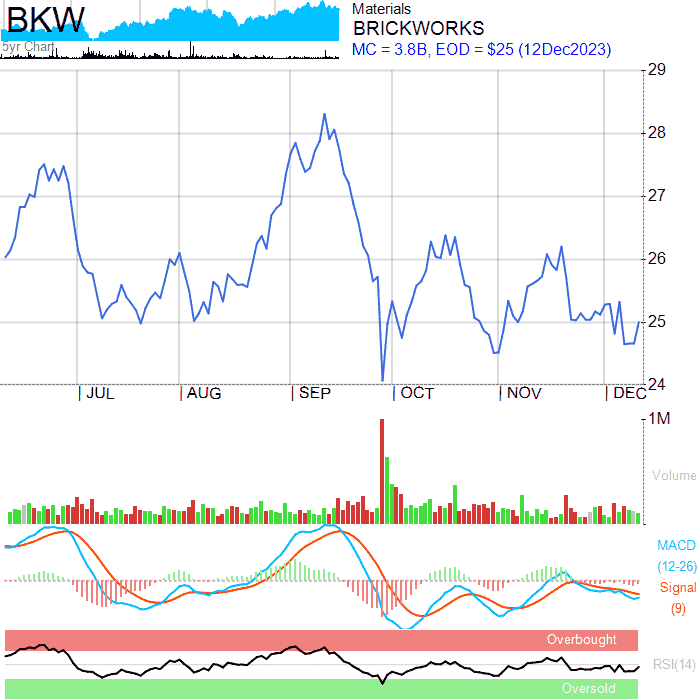 BKW
5yr Chart
Materials
BRICKWORKS
MC = 3.8B, EOD = $25 (12Dec2023)
29
28
27
26
25
24
JUL AUG SEP OCT NOV DEC
1M
Volume
MACD
(12-26)
Signal
(9)
Overbought
RSI(14)
Oversold